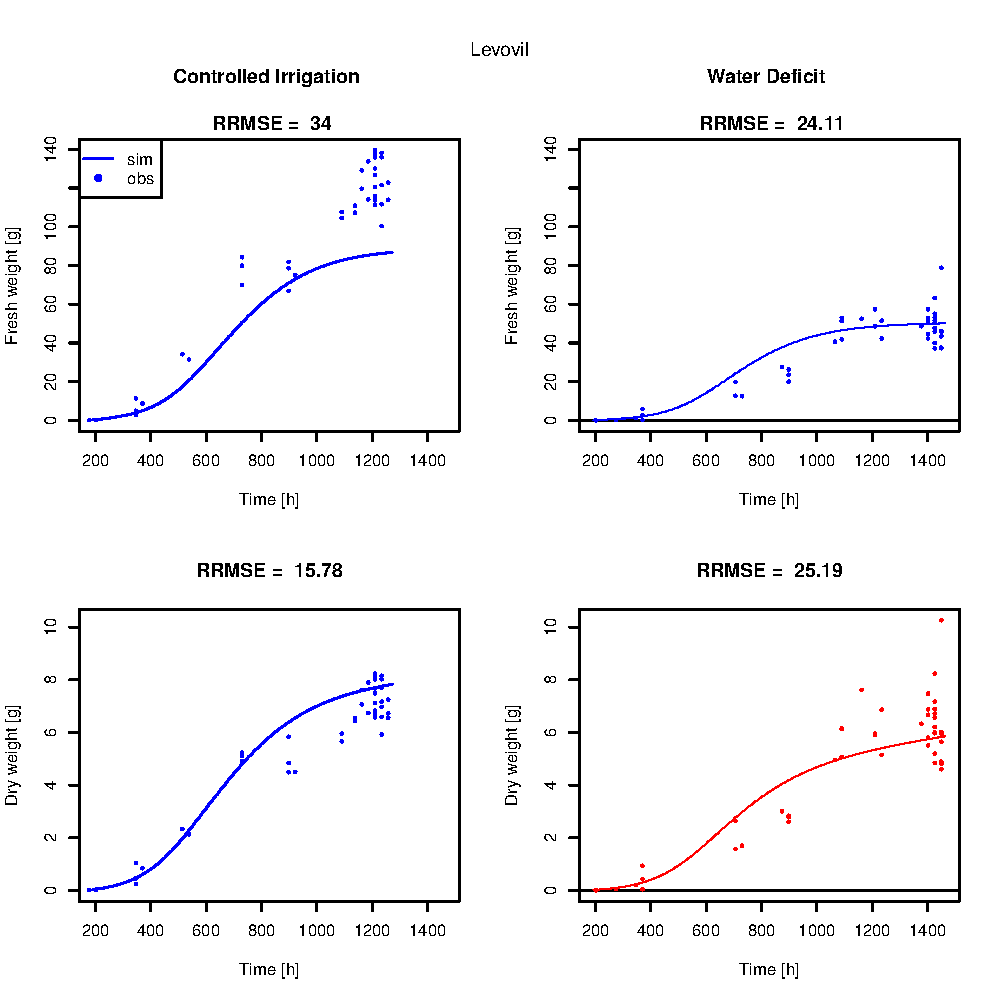 Levovil
Controlled Irrigation
Water Deficit
RRMSE = 34
RRMSE = 24.11
sim
obs
Fresh weight [g]
0 20 40 60 80 100 140
200 400 600 800 1000 1200 1400
Time [h]
Fresh weight [g]
0 20 40 60 80 100 140
200 400 600 800 1000 1200 1400
Time [h]
RRMSE = 15.78
RRMSE = 25.19
Dry weight [g]
0 2 4 6 8 10
200 400 600 800 1000 1200 1400
Time [h]
Dry weight [g]
0 2 4 6 8 10
200 400 600 800 1000 1200 1400
Time [h]